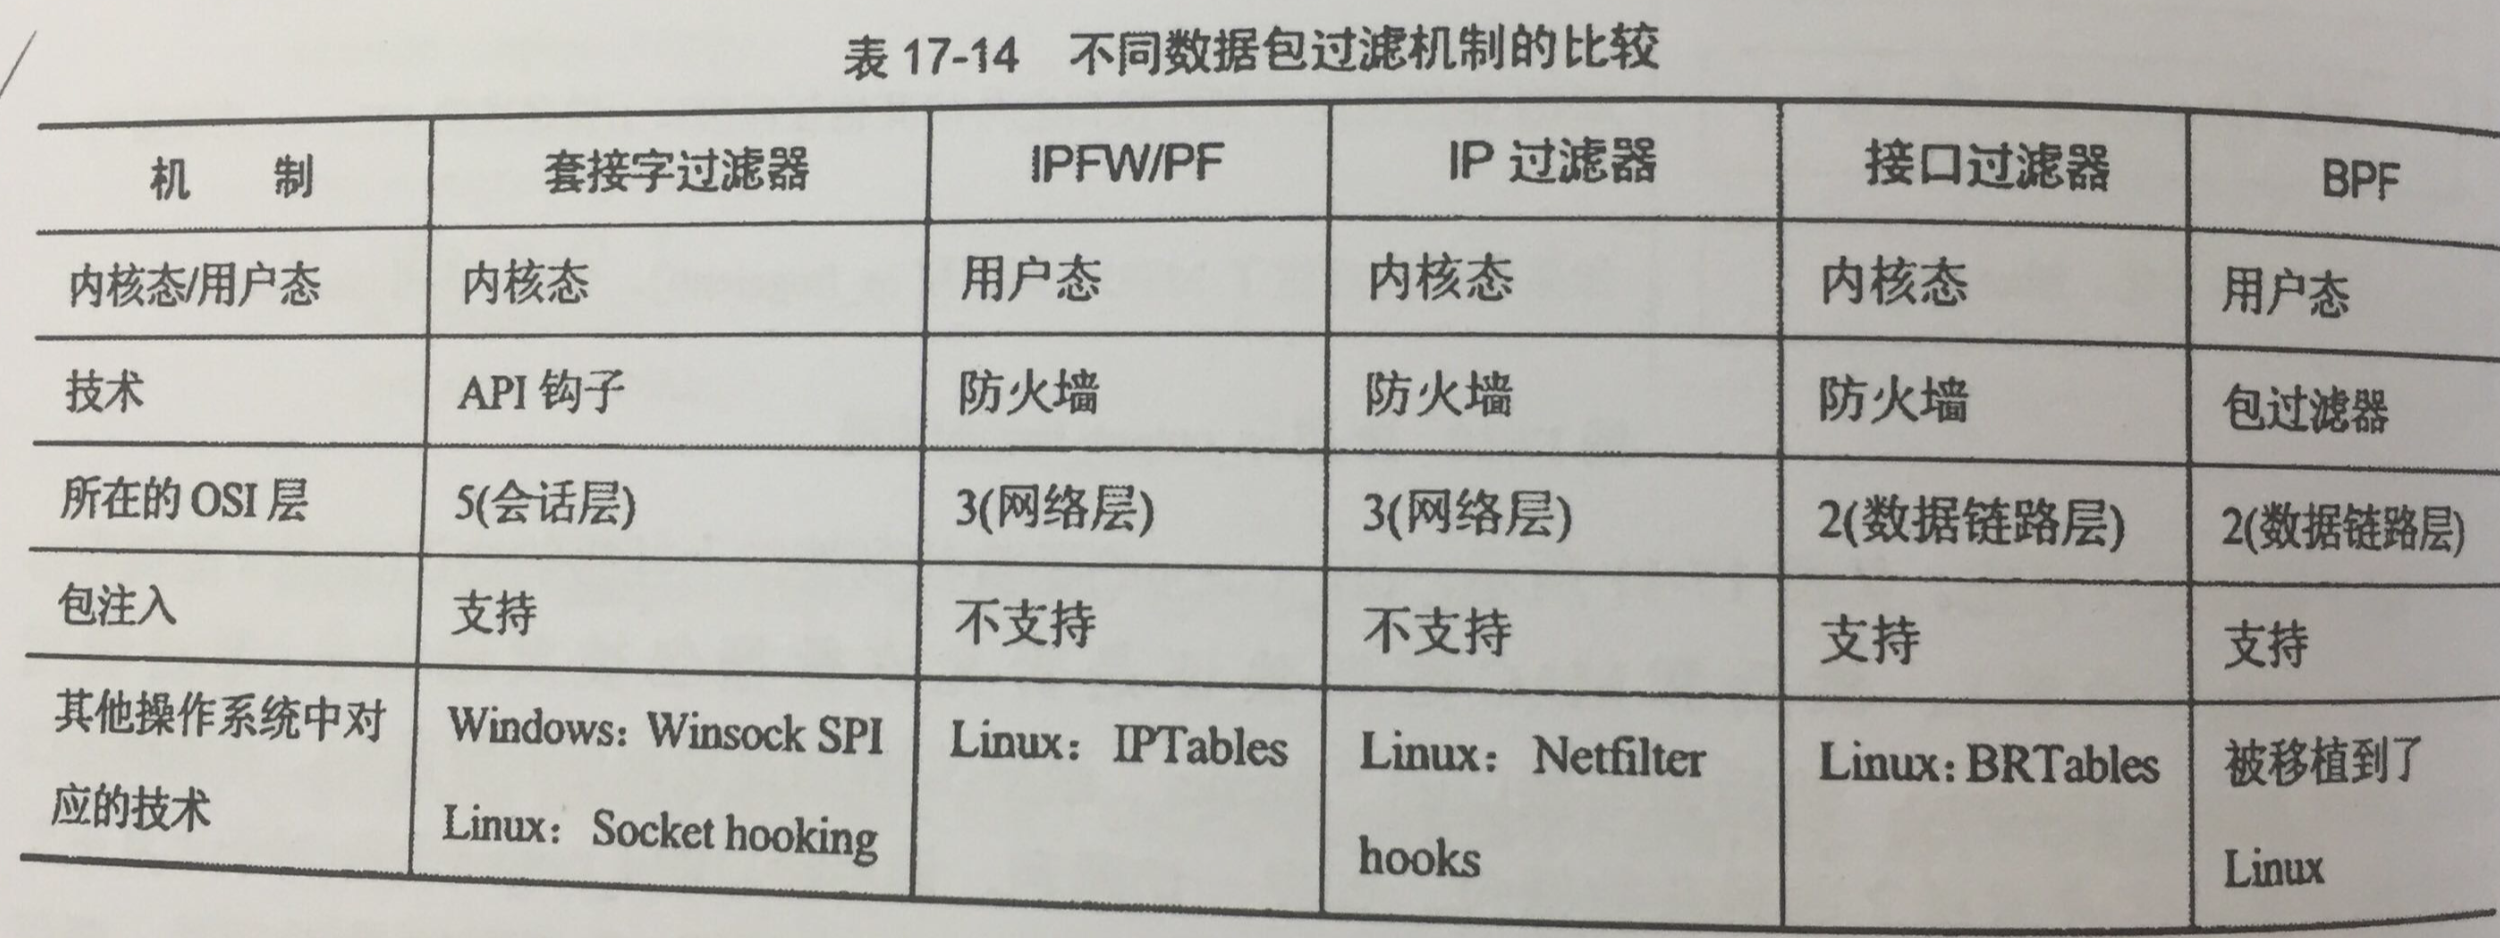 表 17-14 不同数据包过滤机制的比较
机 制 套接字过滤器 IPFW/PF IP 过滤器 接口过滤器 BPF
内核态/用户态 内核态 用户态 内核态 内核态 用户态
技术 API 钩子 防火墙 防火墙 防火墙 包过滤器
所在的 OSI 层 5(会话层) 3(网络层) 3(网络层) 2(数据链路层) 2(数据链路层)
包注入 支持 不支持 不支持 支持 支持
其他操作系统中对 Windows：Winsock SPI Linux：IPTables Linux：Netfilter Linux：BRTables 被移植到了
应的技术 Linux：Socket hooking hooks Linux